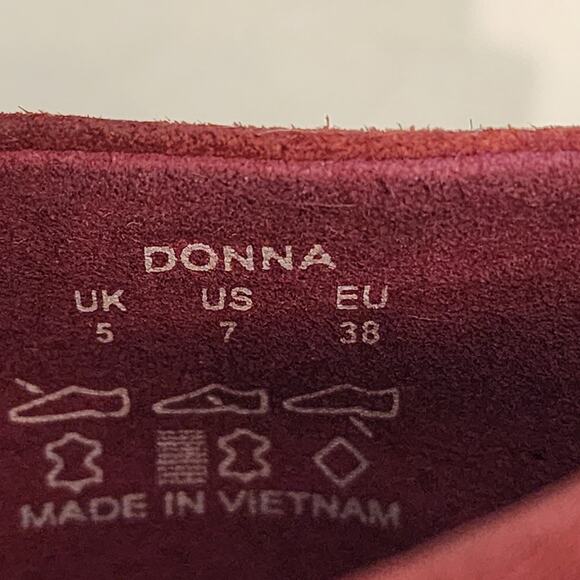 DONNA
UK US EU
5 7 38
MADE IN VIETNAM